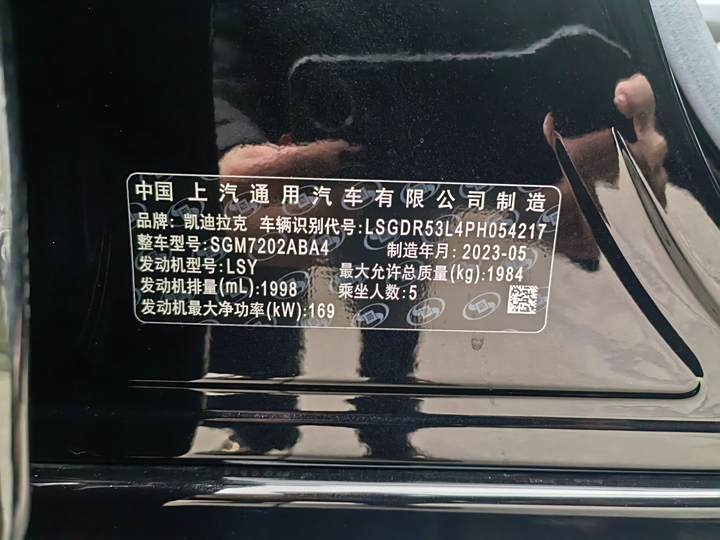 中国 上汽通用汽车有限公司制造
品牌：凯迪拉克 车辆识别代号：LSGDR53L4PH054217
整车型号：SGM7202ABA4 制造年月：2023-05
发动机型号：LSY 最大允许总质量(kg)：1984
发动机排量(mL)：1998 乘坐人数：5
发动机最大净功率(kW)：169